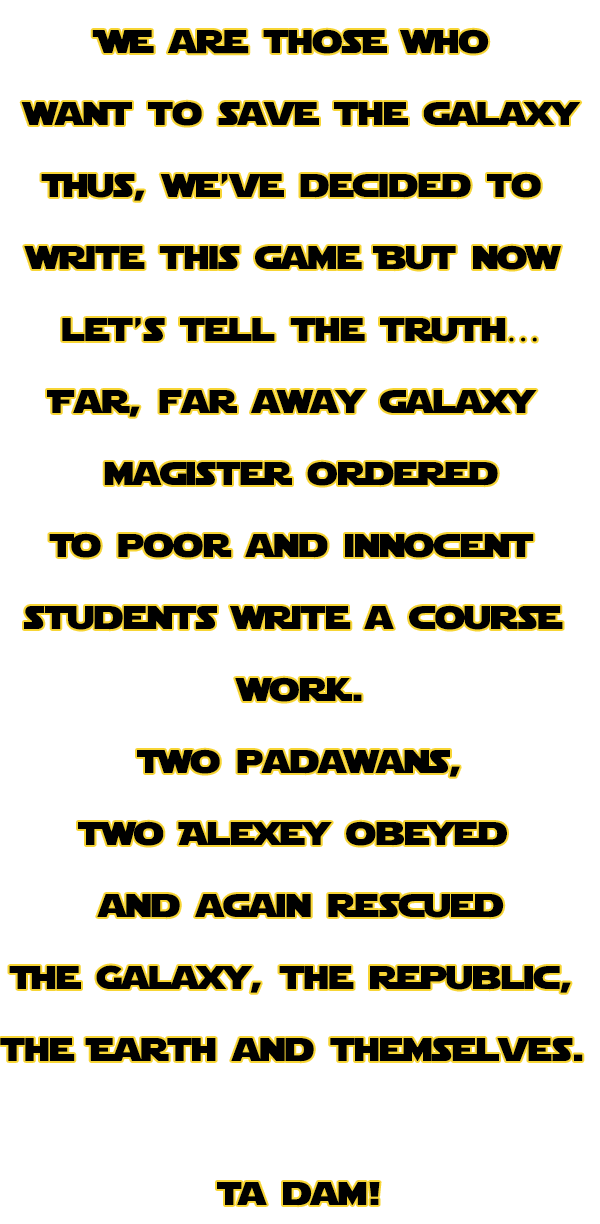 We are those who
want to save the galaxy
thus, we've decided to
write this game But now
let's tell the truth...
Far, far away galaxy
magister ordered
to poor and innocent
students write a course
work.
Two padawans,
two Alexey obeyed
and again rescued
the galaxy, the republic,
the Earth and themselves.
Ta dam!